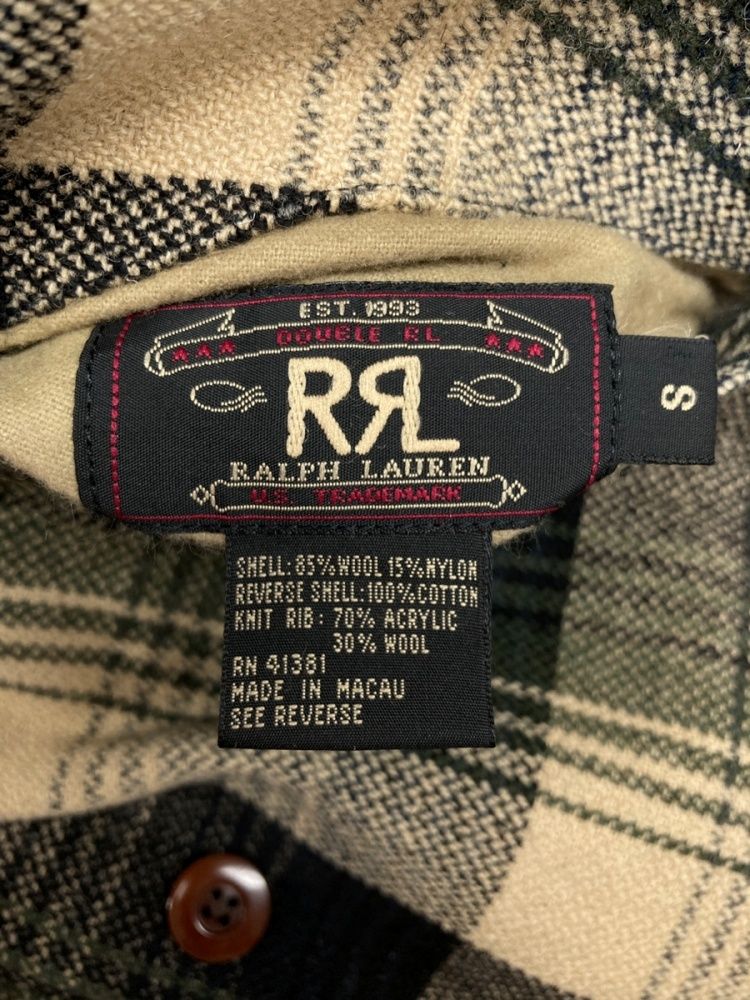 EST. 1993
DOUBLE RL
RRL
RALPH LAUREN
U.S. TRADEMARK
S
SHELL: 85% WOOL 15% NYLON
REVERSE SHELL: 100% COTTON
KNIT RIB: 70% ACRYLIC
30% WOOL
RN 41381
MADE IN MACAU
SEE REVERSE